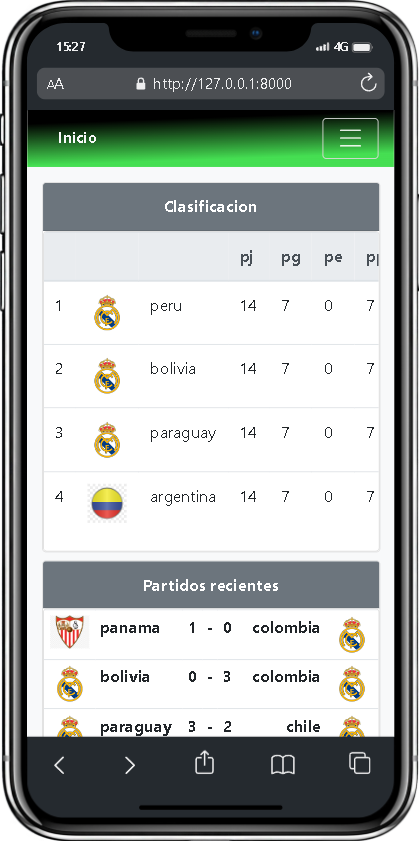 15:27 4G
AA http://127.0.0.1:8000
Inicio
Clasificacion
pj pg pe pp
1 peru 14 7 0 7
2 bolivia 14 7 0 7
3 paraguay 14 7 0 7
4 argentina 14 7 0 7
Partidos recientes
panama 1 - 0 colombia
bolivia 0 - 3 colombia
paraguay 3 - 2 chile